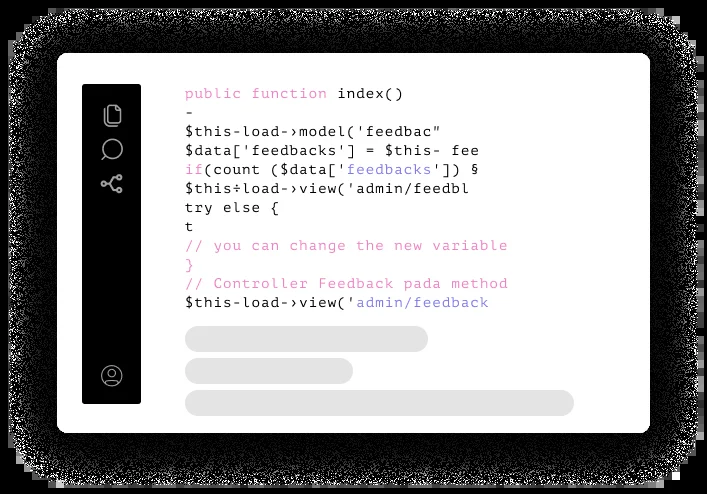 public function index()
-
$this-load-›model('feedbac"
$data['feedbacks'] = $this- fee
if(count ($data['feedbacks']) §
$this÷load-›view('admin/feedbl
try else {
t
// you can change the new variable
}
// Controller Feedback pada method
$this-load-›view('admin/feedback